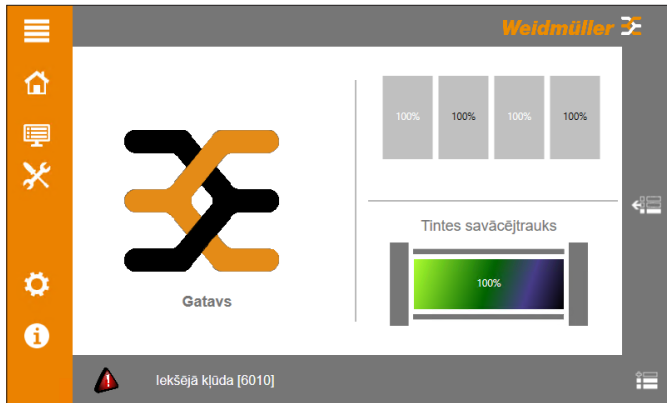 Weidmüller
100% 100% 100% 100%
Tintes savācējtrauks
100%
Gatavs
Iekšējā kļūda [6010]